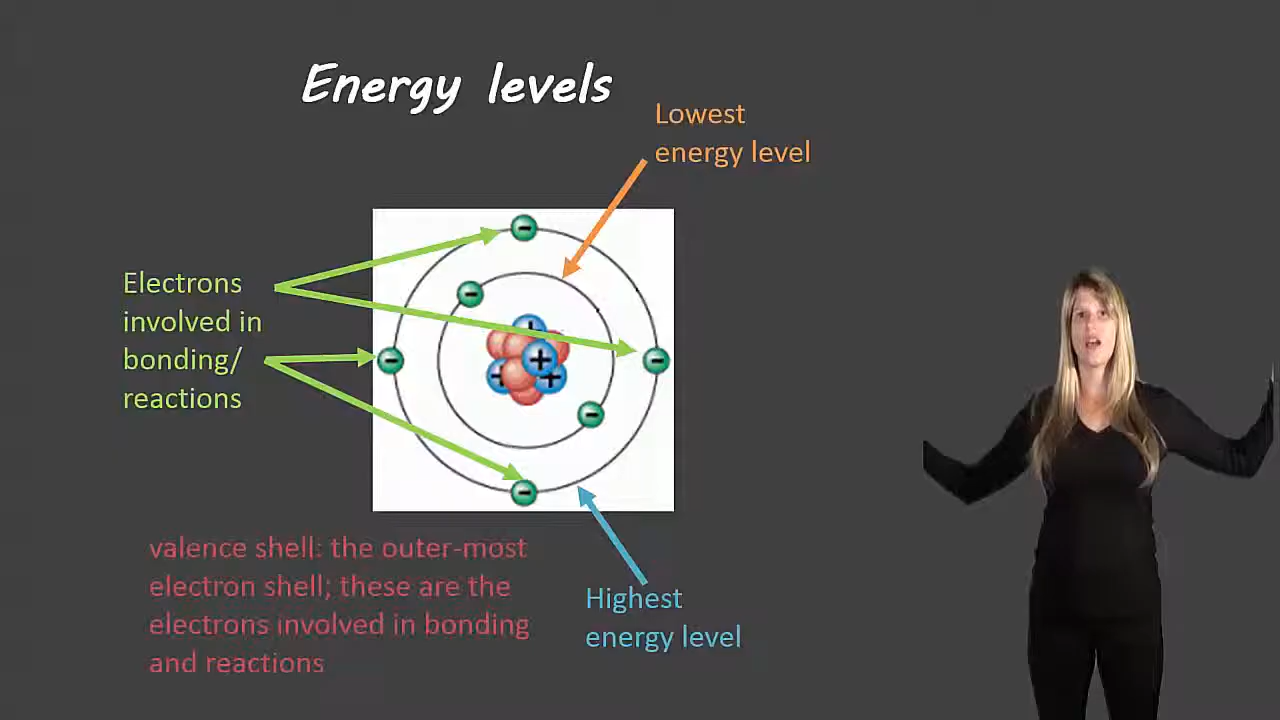 Energy levels
Lowest
energy level
Electrons
involved in
bonding/
reactions
valence shell: the outer-most
electron shell; these are the
electrons involved in bonding
and reactions
Highest
energy level